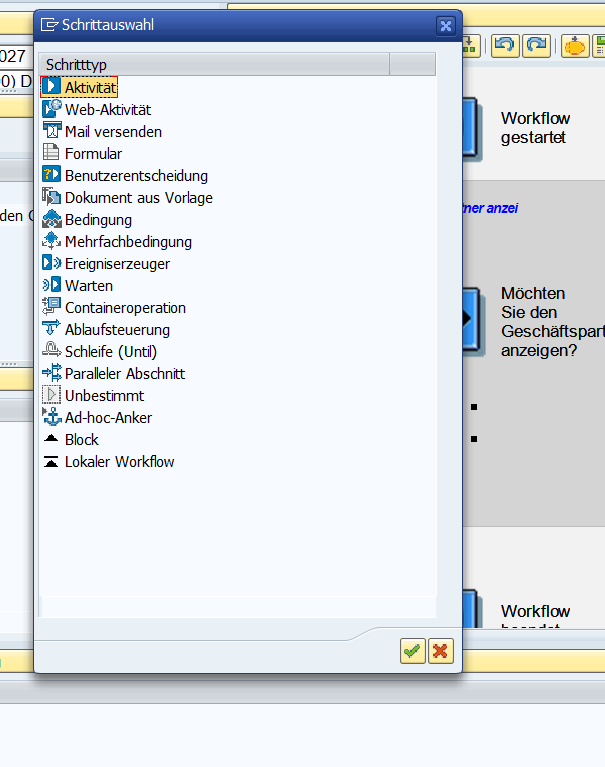 Schrittauswahl
027
0) D
den
Schritttyp
Aktivität
Web-Aktivität
Mail versenden
Formular
Benutzerentscheidung
Dokument aus Vorlage
Bedingung
Mehrfachbedingung
Ereigniserzeuger
Warten
Containeroperation
Ablaufsteuerung
Schleife (Until)
Paralleler Abschnitt
Unbestimmt
Ad-hoc-Anker
Block
Lokaler Workflow
Workflow
gestartet
tner anzei
Möchten
Sie den
Geschäftspart
anzeigen?
Workflow